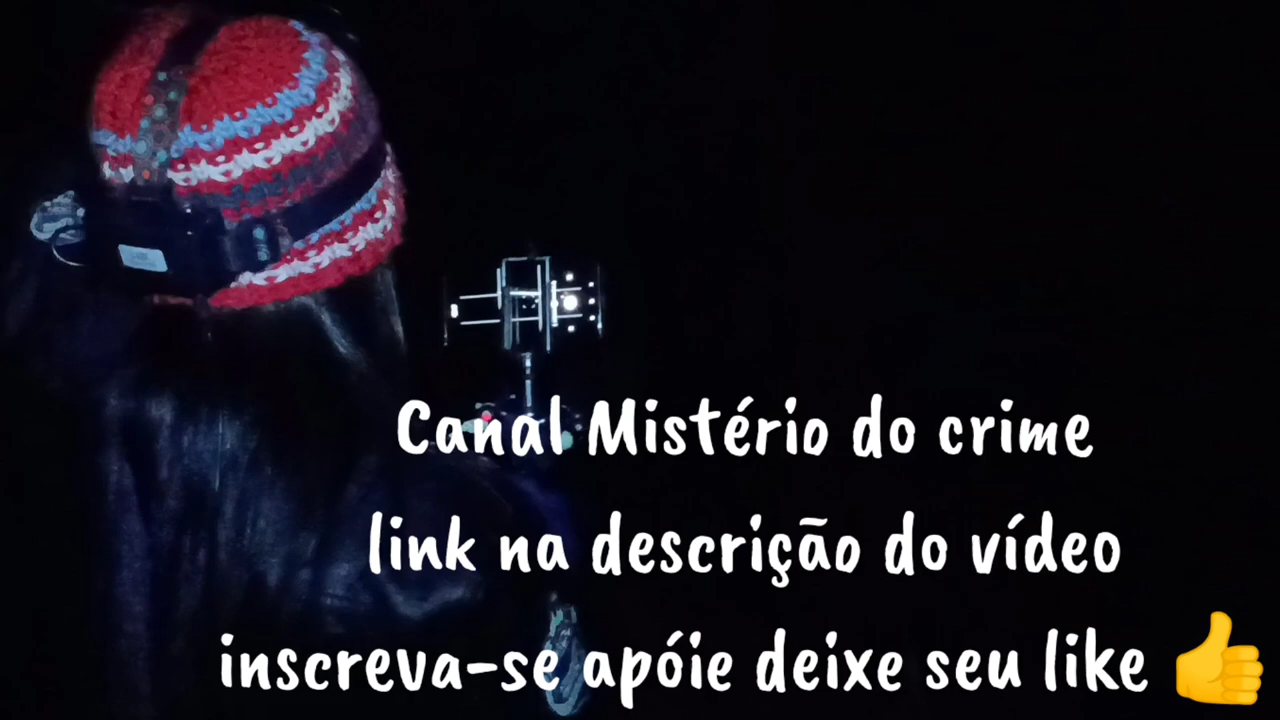 Canal Mistério do crime
link na descrição do vídeo
inscreva-se apóie deixe seu like 👍